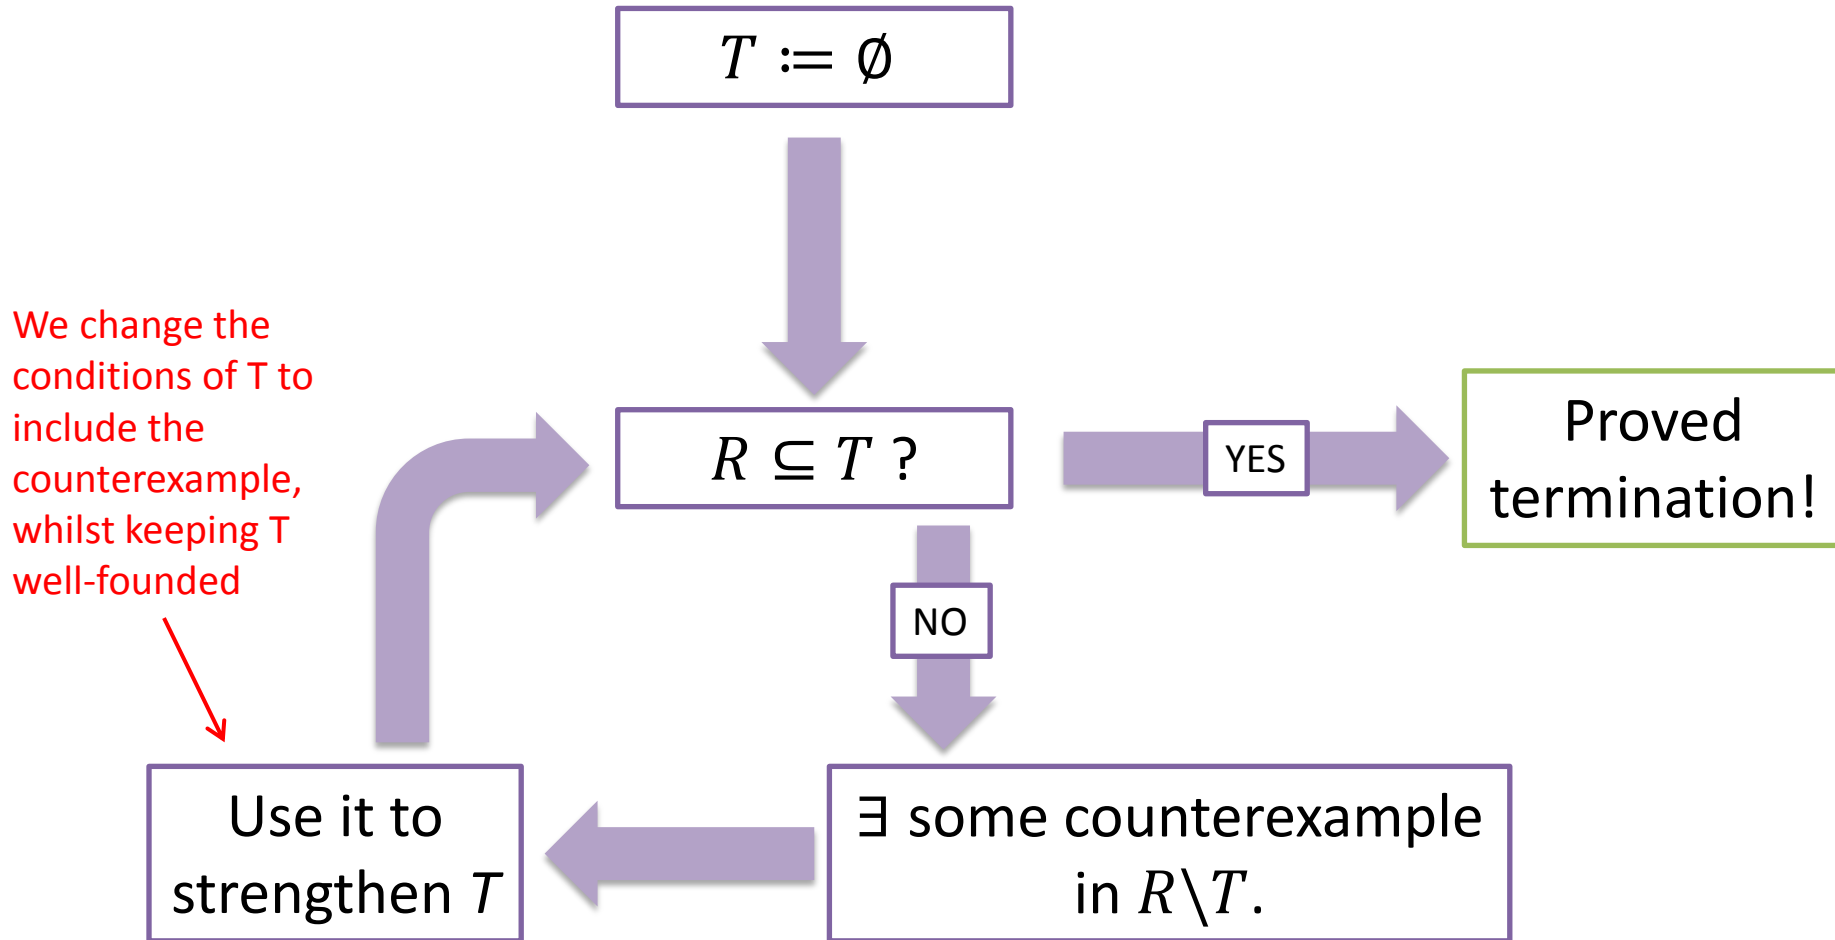 T ≔ ∅
We change the
conditions of T to
include the
counterexample,
whilst keeping T
well-founded
R ⊆ T ?
YES
Proved
termination!
NO
Use it to
strengthen T
∃ some counterexample
in R\T.